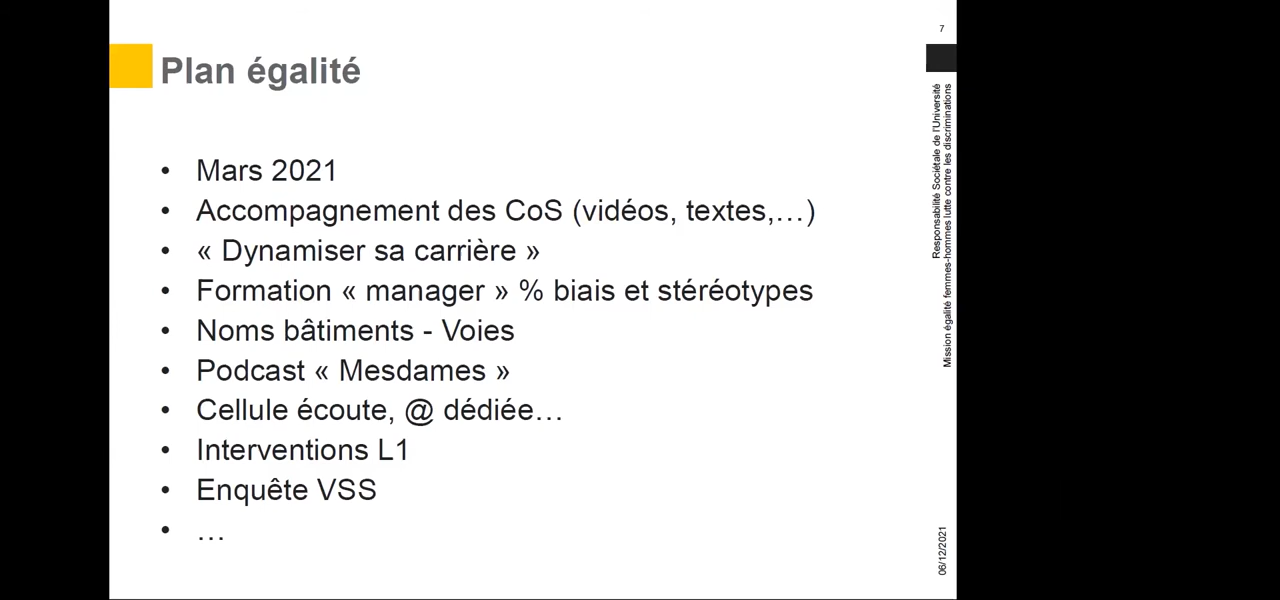 7
Plan égalité
• Mars 2021
• Accompagnement des CoS (vidéos, textes,…)
• « Dynamiser sa carrière »
• Formation « manager » % biais et stéréotypes
• Noms bâtiments - Voies
• Podcast « Mesdames »
• Cellule écoute, @ dédiée…
• Interventions L1
• Enquête VSS
• …
Responsabilité Sociétale de l'Université
Mission égalité femmes-hommes lutte contre les discriminations
06/12/2021